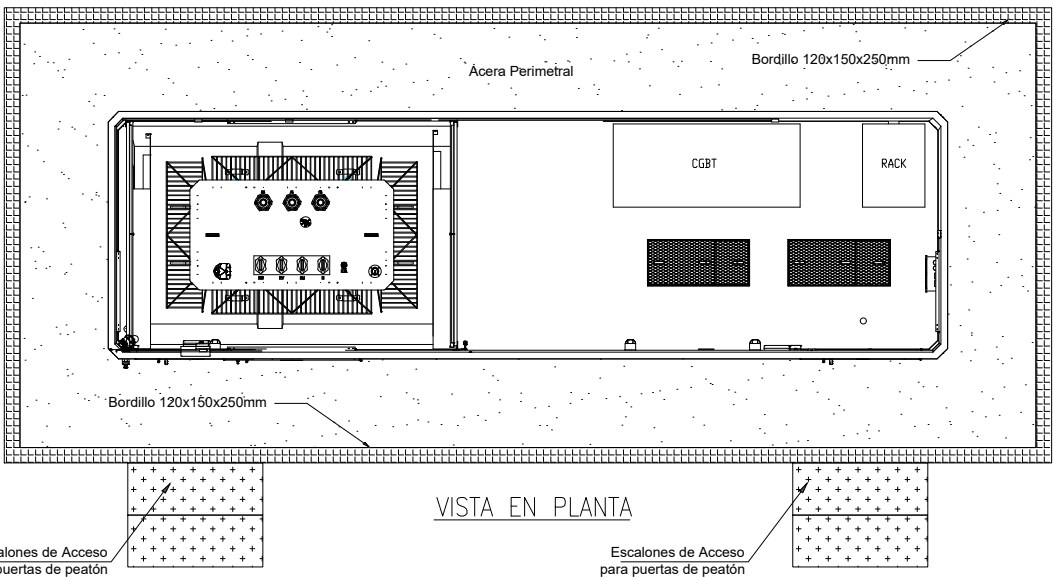 Bordillo 120x150x250mm
Acera Perimetral
CGBT
RACK
Bordillo 120x150x250mm
VISTA EN PLANTA
alones de Acceso
puertas de peatón
Escalones de Acceso
para puertas de peatón